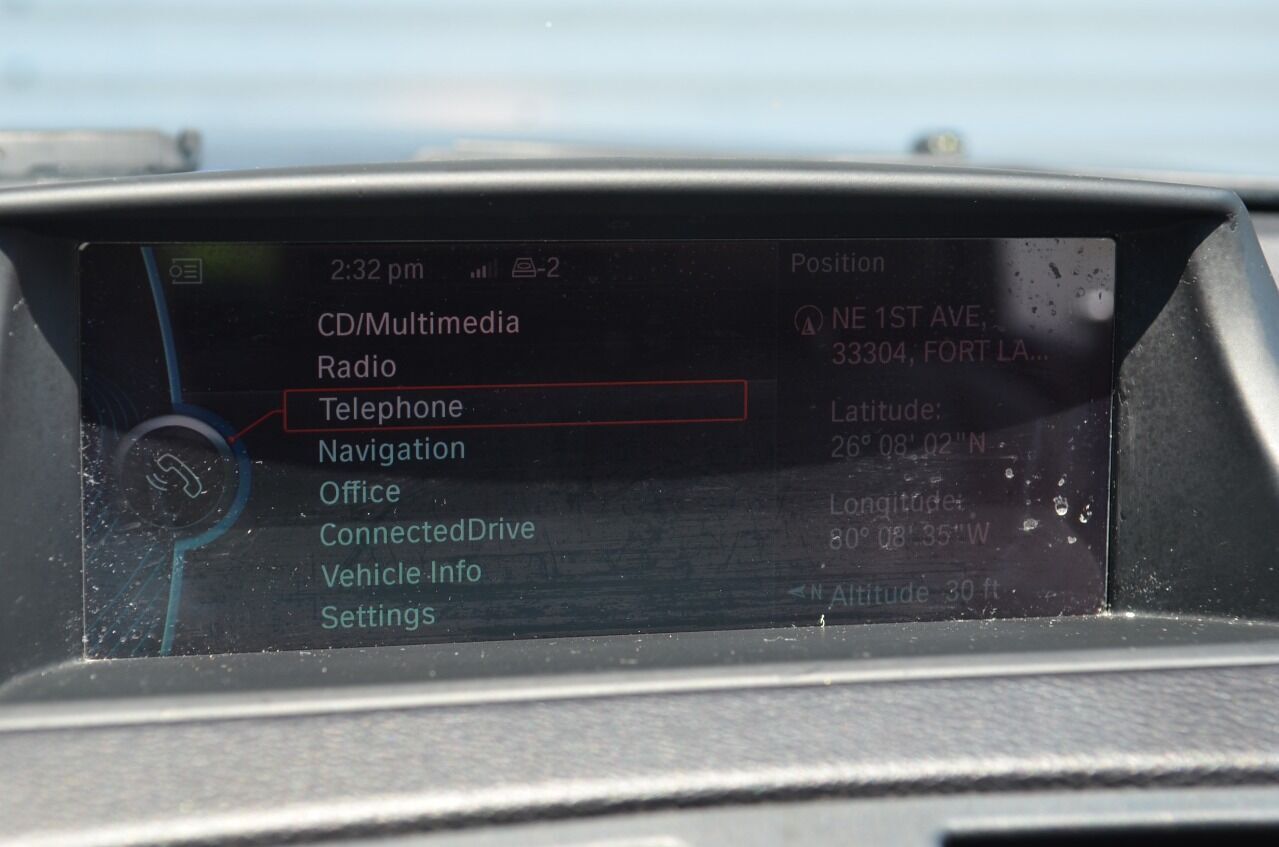 2:32 pm -2
CD/Multimedia
Radio
Telephone
Navigation
Office
ConnectedDrive
Vehicle Info
Settings
Position
NE 1ST AVE,
33304, FORT LA...
Latitude:
26° 08' 02"N
Longitude:
80° 08' 35"W
N Altitude 30 ft